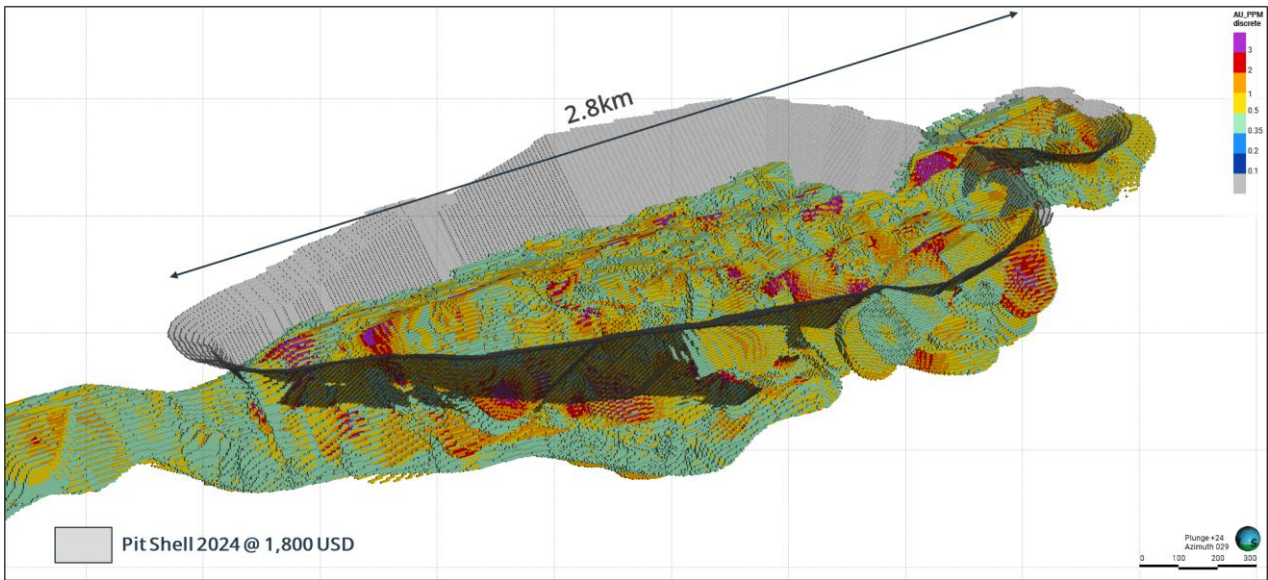 AU_PPM
discrete
3
2
1
0.5
0.35
0.2
0.1
2.8km
Pit Shell 2024 @ 1,800 USD
Plunge +24
Azimuth 029
0 100 200 300